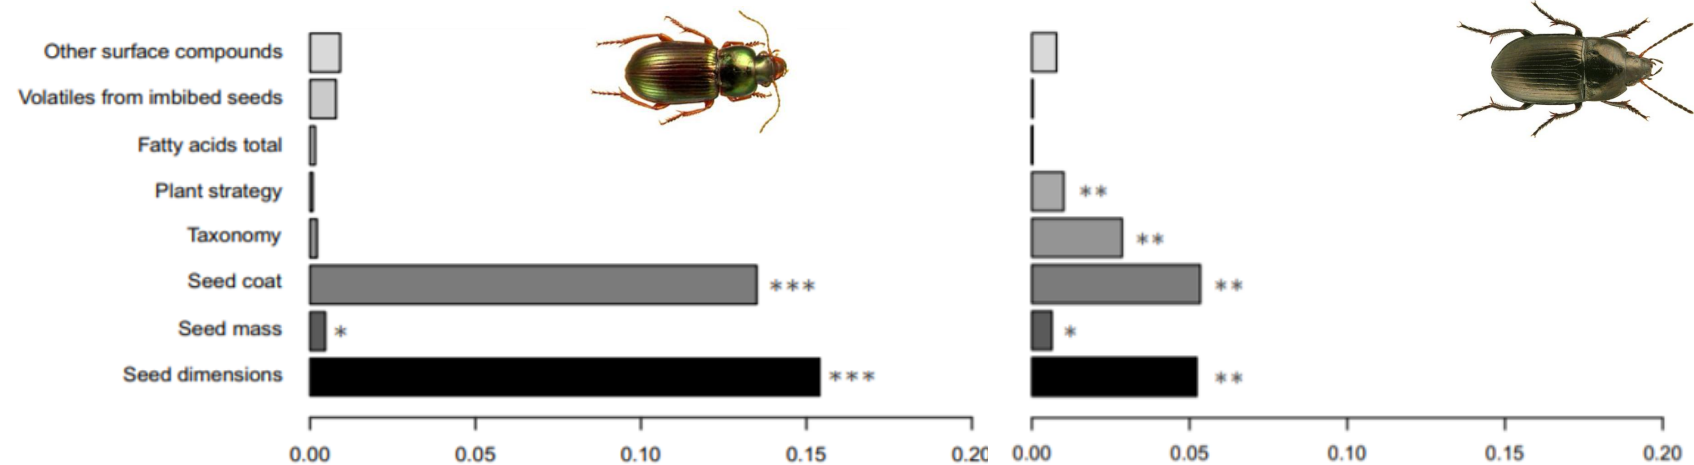 Other surface compounds
Volatiles from imbibed seeds
Fatty acids total
Plant strategy **
Taxonomy **
Seed coat *** **
Seed mass * *
Seed dimensions *** **
0.00 0.05 0.10 0.15 0.20 0.00 0.05 0.10 0.15 0.20